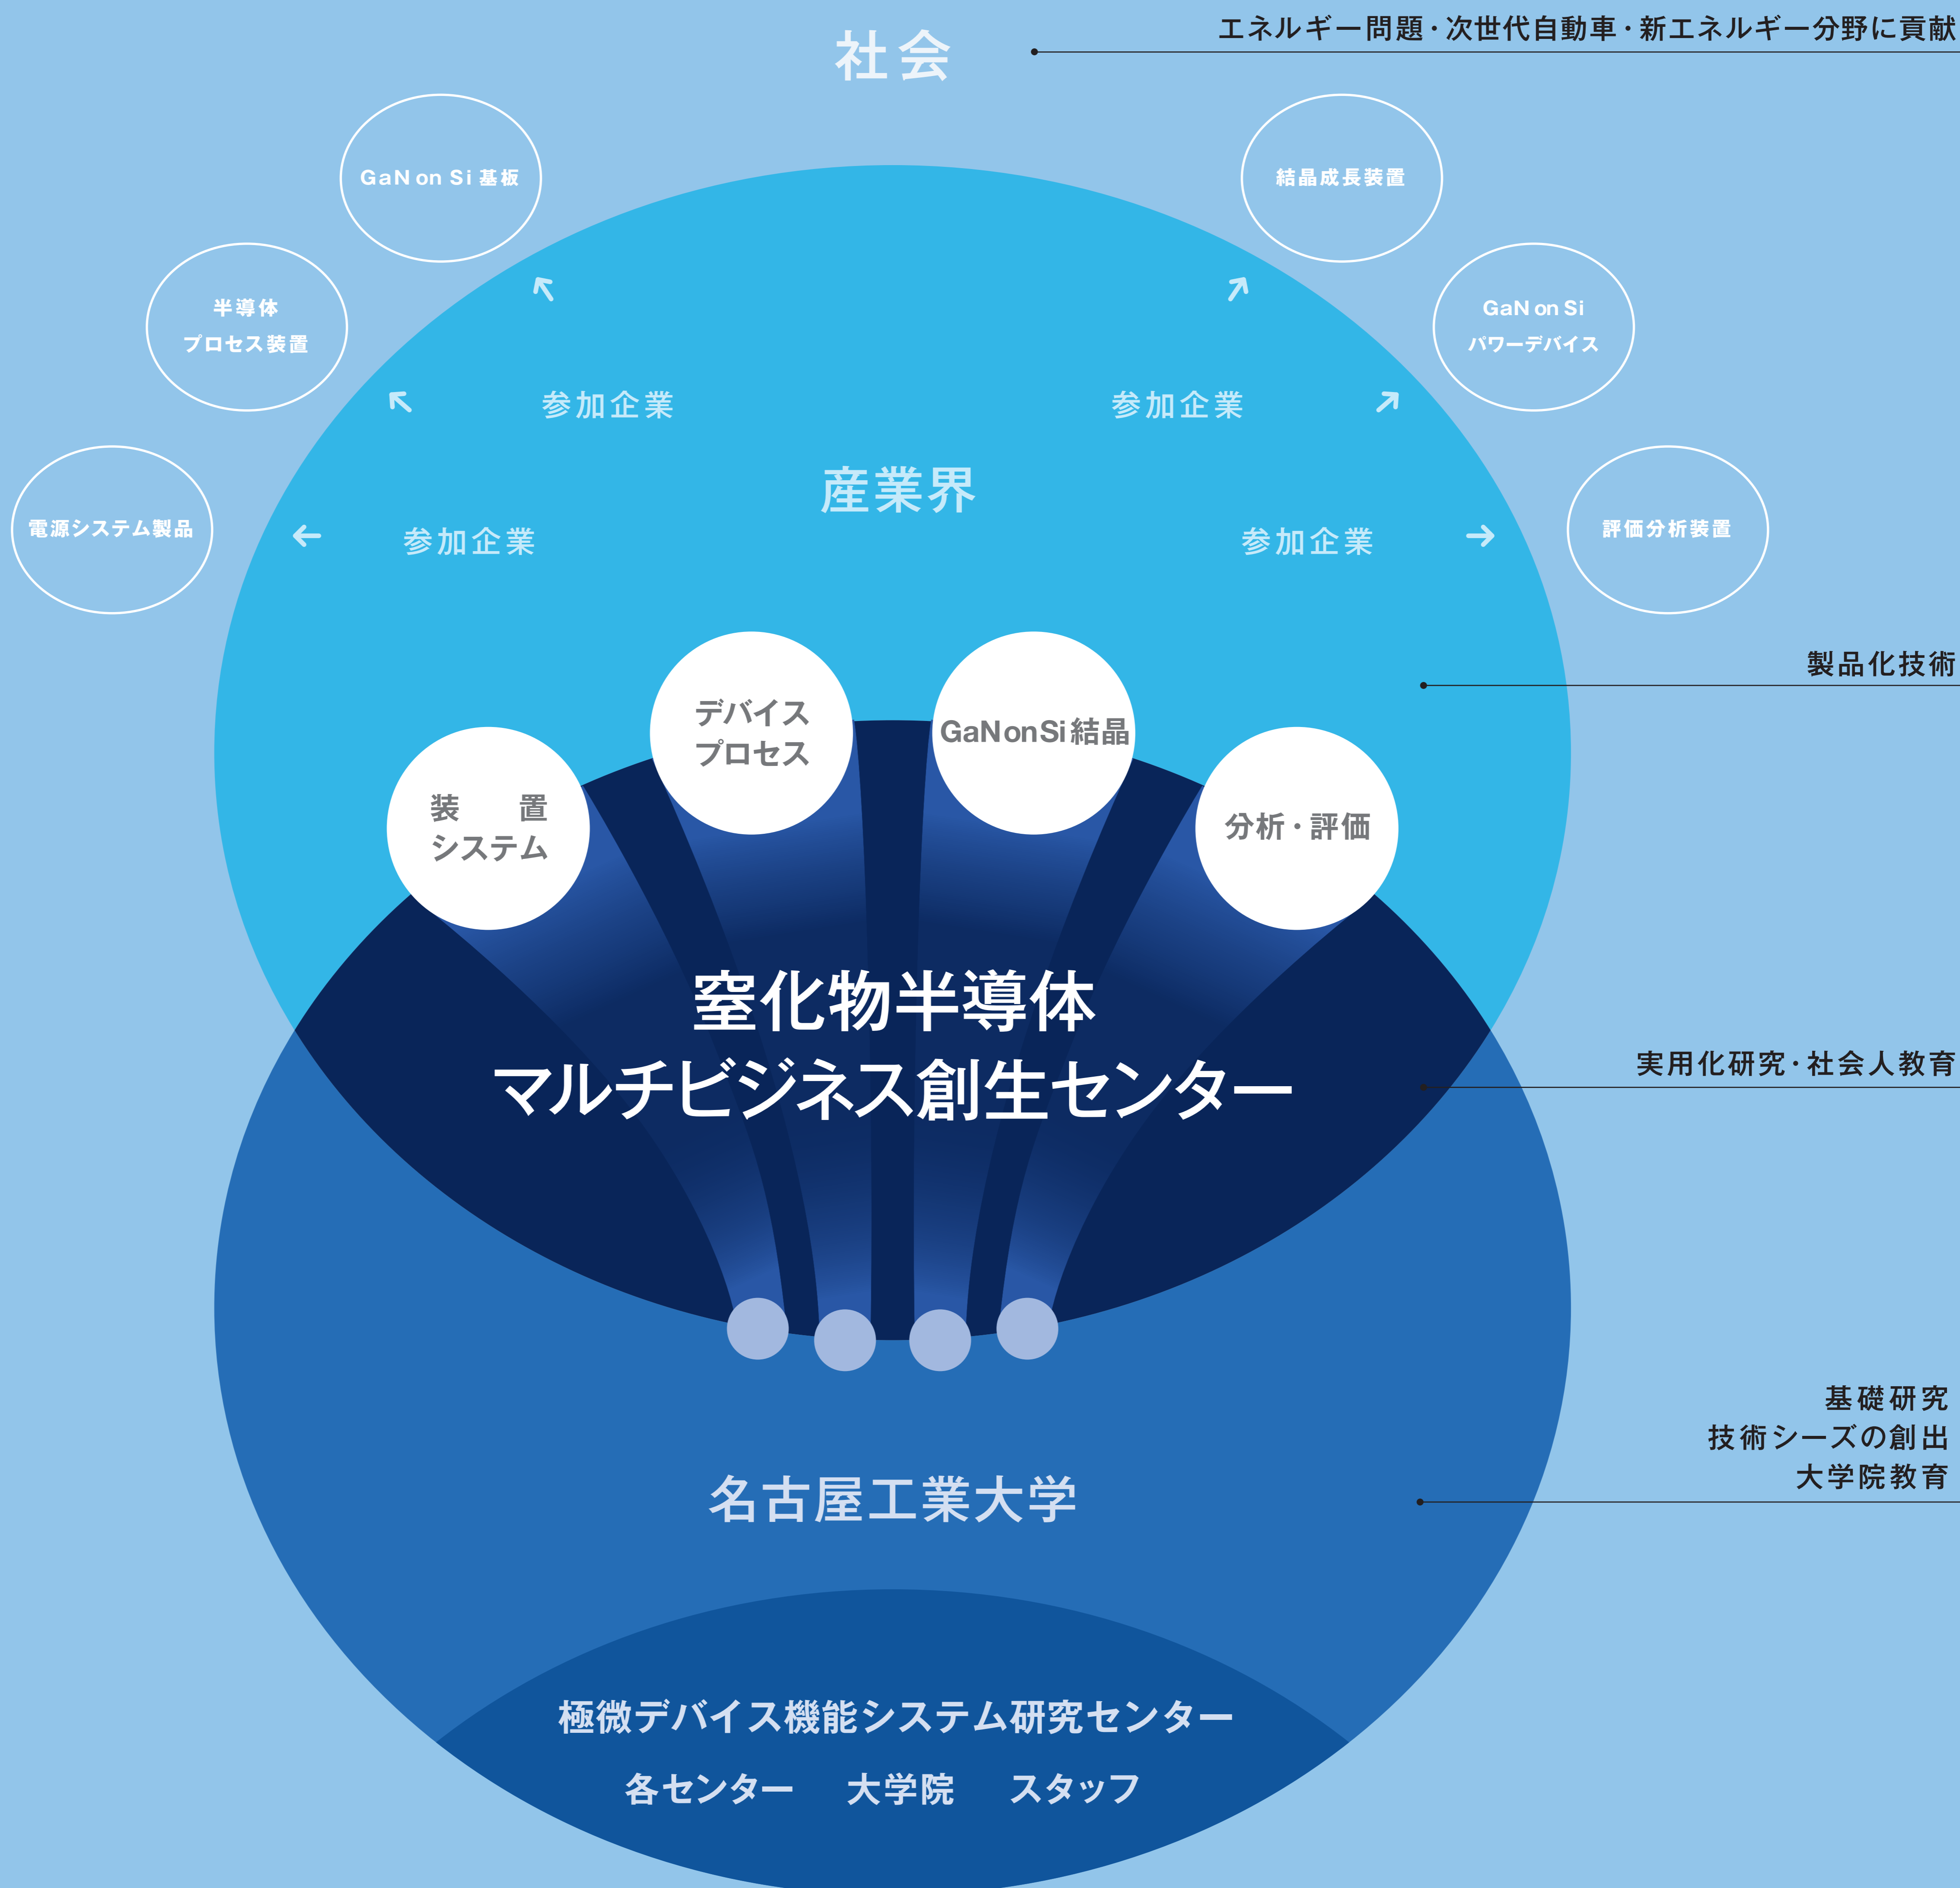 社会
エネルギー問題・次世代自動車・新エネルギー分野に貢献
GaN on Si 基板
結晶成長装置
半導体
プロセス装置
GaN on Si
パワーデバイス
参加企業
参加企業
産業界
電源システム製品
参加企業
参加企業
評価分析装置
製品化技術
デバイス
プロセス
GaN on Si 結晶
装 置
システム
分析・評価
窒化物半導体
マルチビジネス創生センター
実用化研究・社会人教育
基礎研究
技術シーズの創出
大学院教育
名古屋工業大学
極微デバイス機能システム研究センター
各センター 大学院 スタッフ